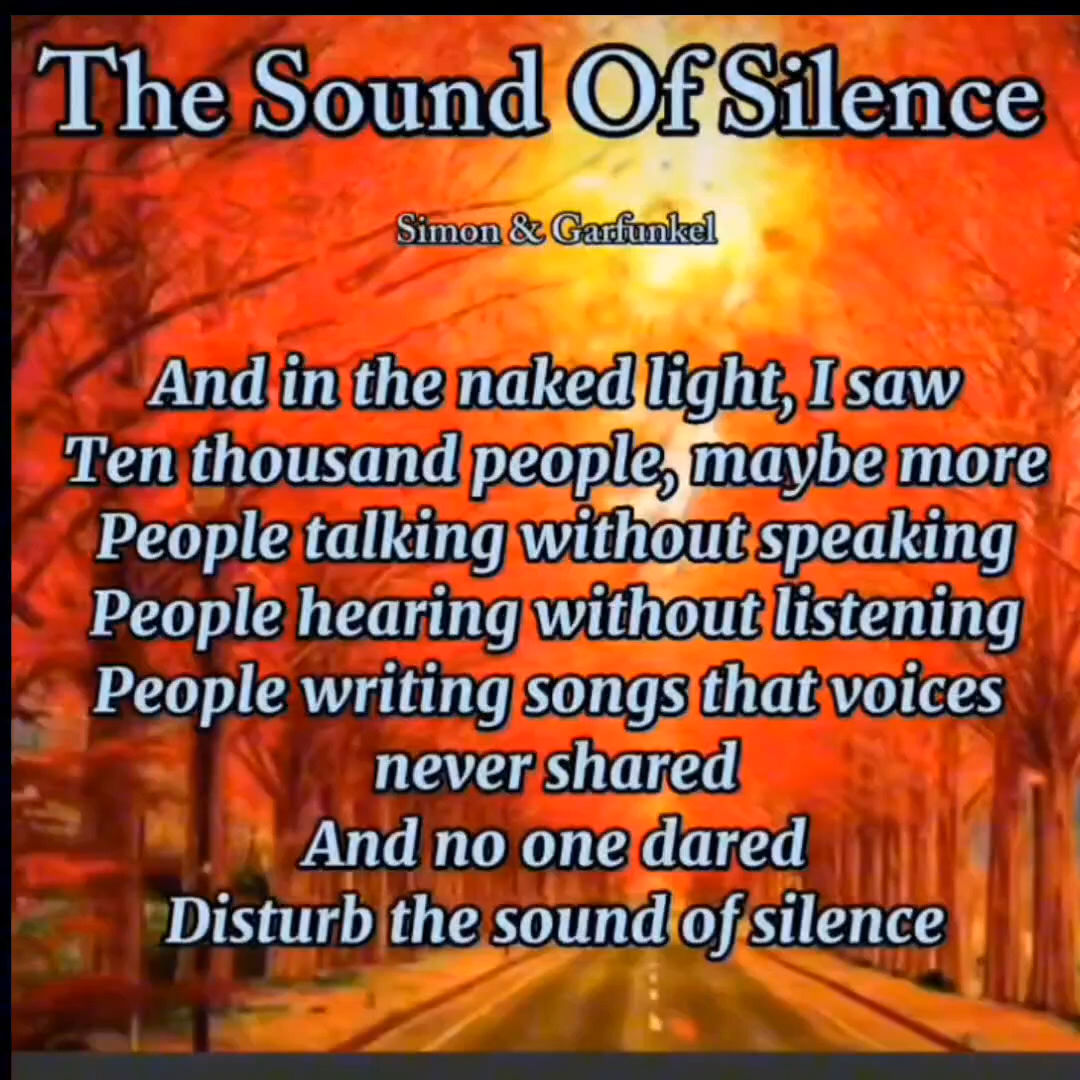 The Sound Of Silence
Simon & Garfunkel
And in the naked light, I saw
Ten thousand people, maybe more
People talking without speaking
People hearing without listening
People writing songs that voices
never shared
And no one dared
Disturb the sound of silence